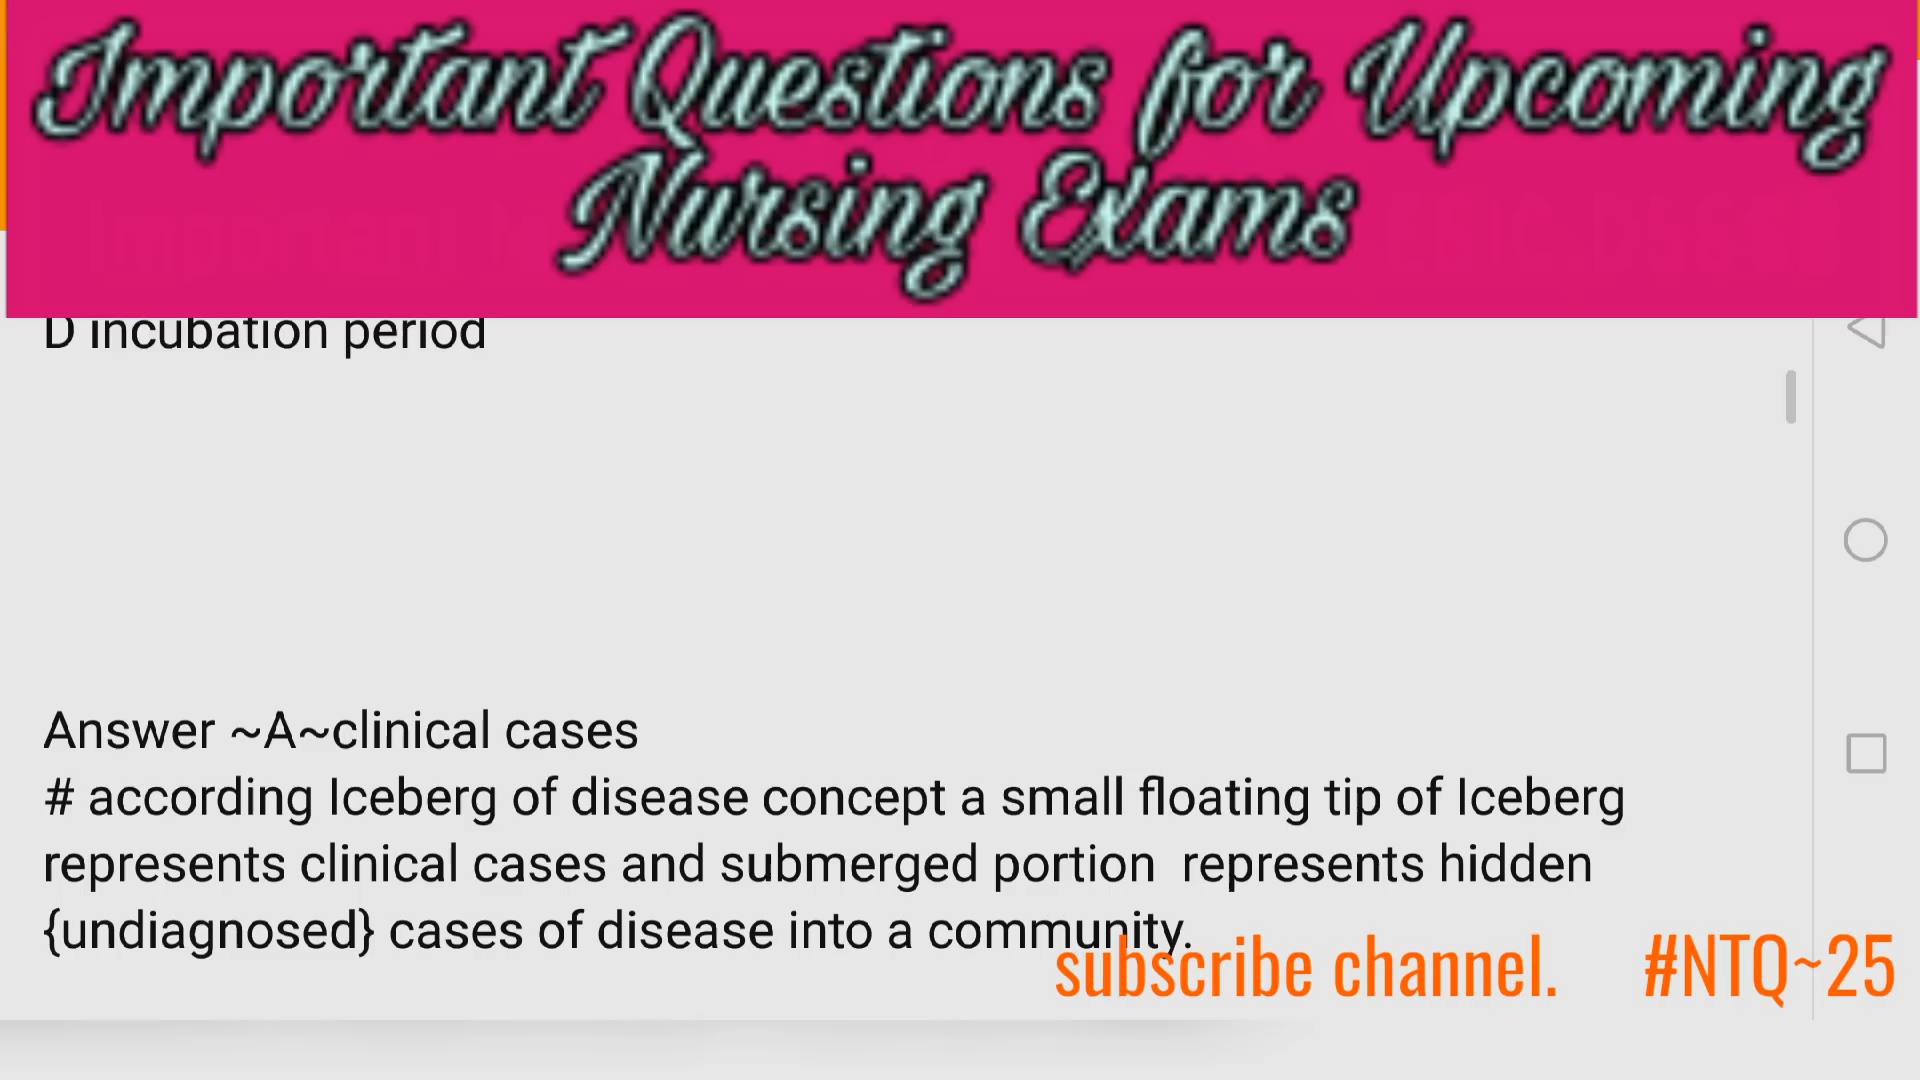 Important Questions for Upcoming
Nursing Exams
D incubation period
Answer ~A~clinical cases
# according Iceberg of disease concept a small floating tip of Iceberg
represents clinical cases and submerged portion represents hidden
{undiagnosed} cases of disease into a community.
subscribe channel. #NTQ~25